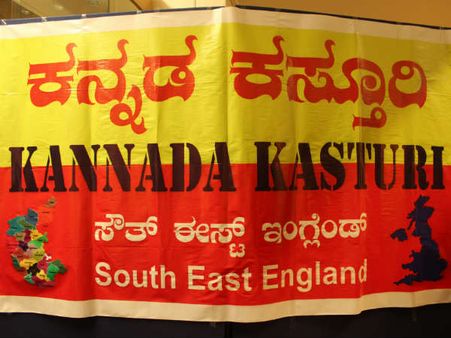 ಕನ್ನಡ ಕಸ್ತೂರಿ
KANNADA KASTURI
ಸೌತ್ ಈಸ್ಟ್ ಇಂಗ್ಲೆಂಡ್
South East England